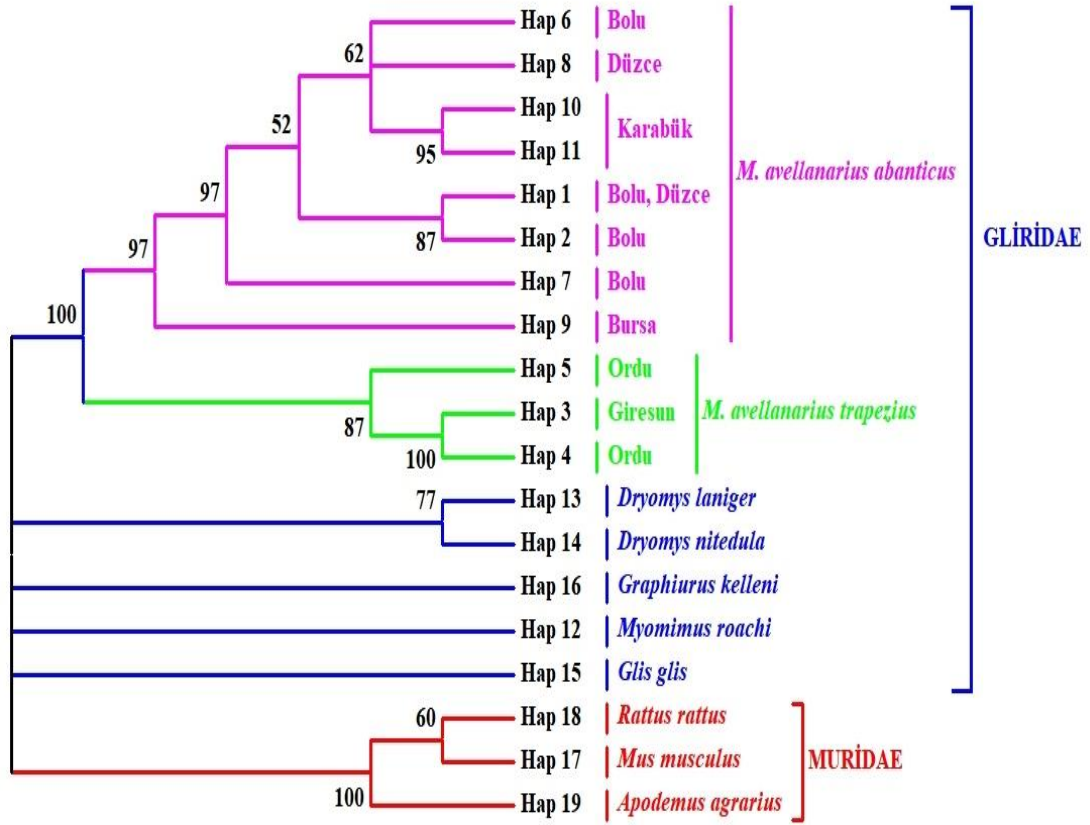 Hap 6 Bolu
62
Hap 8 Düzce
Hap 10
Karabük
52
95
Hap 11
M. avellanarius abanticus
97
Hap 1 Bolu, Düzce
87
Hap 2 Bolu
GLİRİDAE
97
Hap 7 Bolu
100
Hap 9 Bursa
Hap 5 Ordu
87
Hap 3 Giresun
M. avellanarius trapezius
100
Hap 4 Ordu
77
Hap 13 Dryomys laniger
Hap 14 Dryomys nitedula
Hap 16 Graphiurus kelleni
Hap 12 Myomimus roachi
Hap 15 Glis glis
60
Hap 18 Rattus rattus
Hap 17 Mus musculus
MURİDAE
100
Hap 19 Apodemus agrarius